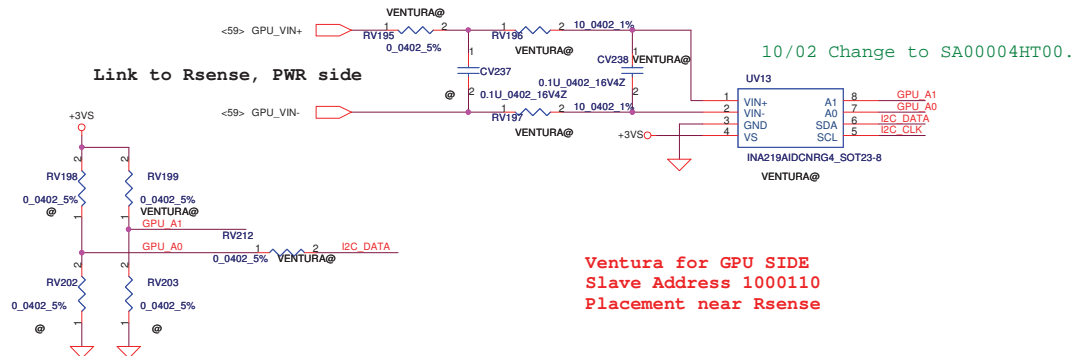 VENTURA@
<59> GPU_VIN+
1
2
RV195
0_0402_5%
RV196
10_0402_1%
VENTURA@
10/02 Change to SA00004HT00.
Link to Rsense, PWR side
1
2
CV237
@
0.1U_0402_16V4Z
1
2
CV238
VENTURA@
0.1U_0402_16V4Z
<59> GPU_VIN-
RV197
10_0402_1%
VENTURA@
UV13
1 VIN+ A1 8 GPU_A1
2 VIN- A0 7 GPU_A0
3 GND SDA 6 I2C_DATA
4 VS SCL 5 I2C_CLK
+3VS
INA219AIDCNRG4_SOT23-8
VENTURA@
+3VS
2
1
RV198
0_0402_5%
@
2
1
RV199
0_0402_5%
VENTURA@
GPU_A1
GPU_A0
RV212
1
2
0_0402_5%
VENTURA@
I2C_DATA
2
1
RV202
0_0402_5%
@
2
1
RV203
0_0402_5%
@
Ventura for GPU SIDE
Slave Address 1000110
Placement near Rsense